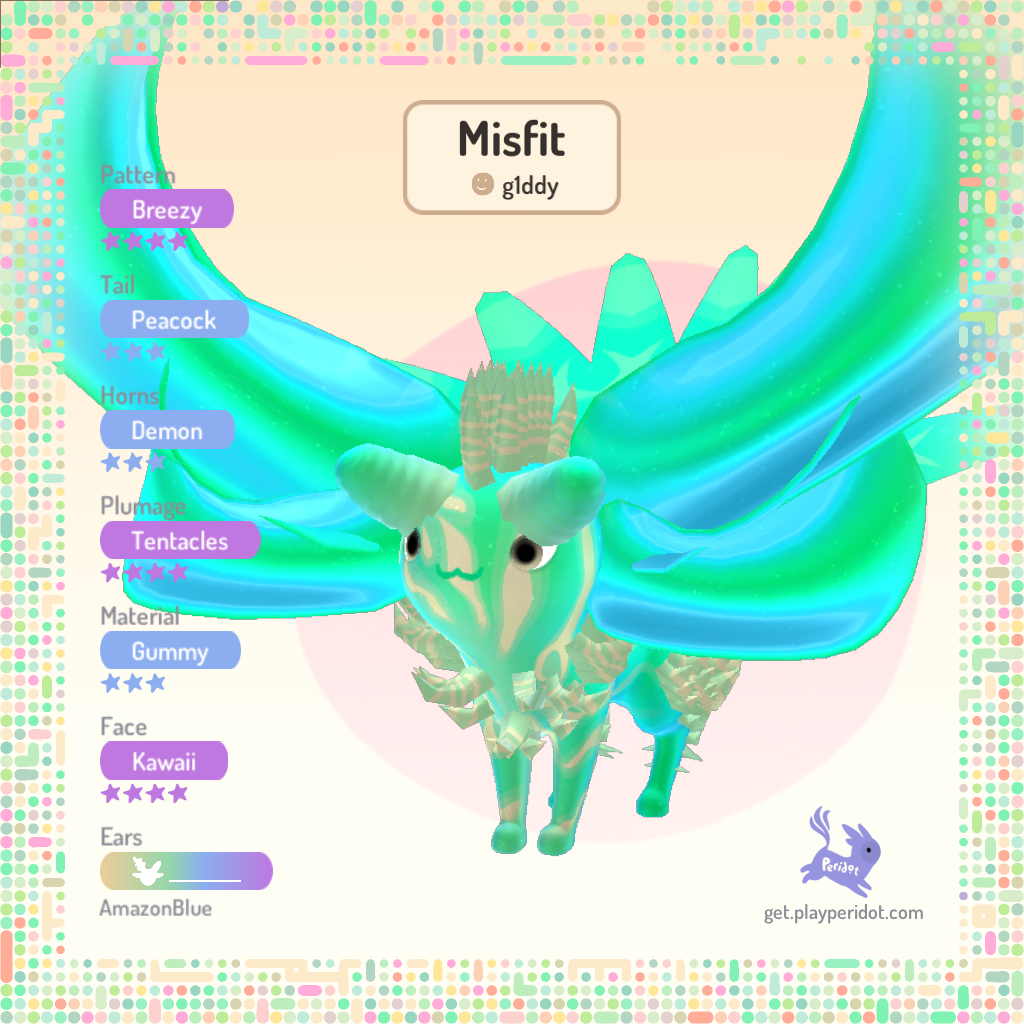 Misfit
g1ddy
Pattern
Breezy
Tail
Peacock
Horns
Demon
Plumage
Tentacles
Material
Gummy
Face
Kawaii
Ears
AmazonBlue
Peridot
get.playperidot.com